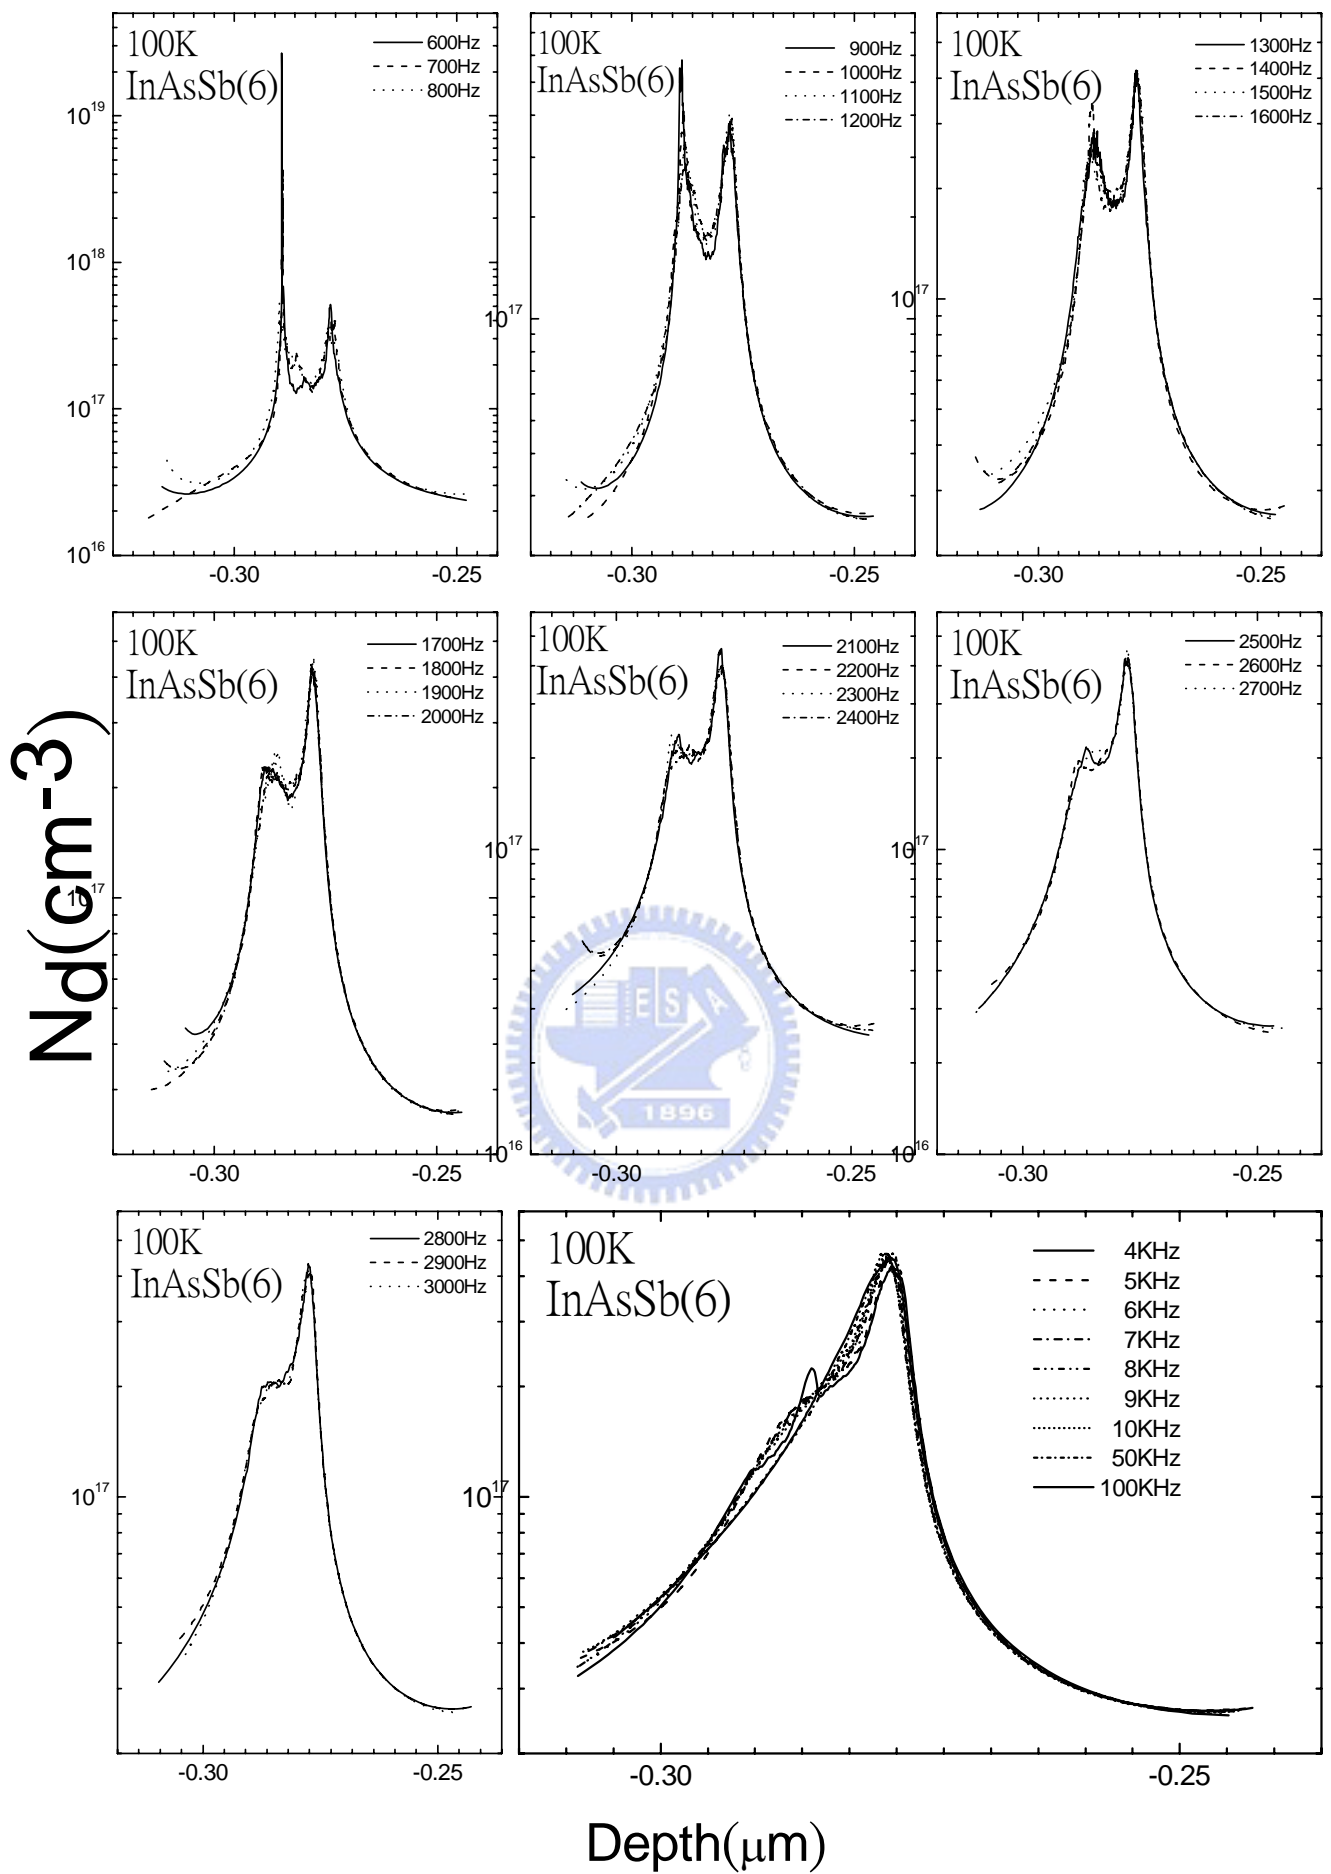 100K
InAsSb(6)
600Hz
700Hz
800Hz
10^19
10^18
10^17
10^16
-0.30
-0.25
100K
InAsSb(6)
900Hz
1000Hz
1100Hz
1200Hz
10^17
-0.30
-0.25
100K
InAsSb(6)
1300Hz
1400Hz
1500Hz
1600Hz
10^17
-0.30
-0.25
Nd(cm-3)
100K
InAsSb(6)
1700Hz
1800Hz
1900Hz
2000Hz
10^17
-0.30
-0.25
100K
InAsSb(6)
2100Hz
2200Hz
2300Hz
2400Hz
10^17
10^16
-0.30
-0.25
100K
InAsSb(6)
2500Hz
2600Hz
2700Hz
10^17
10^16
-0.30
-0.25
E S A
1896
100K
InAsSb(6)
2800Hz
2900Hz
3000Hz
10^17
-0.30
-0.25
100K
InAsSb(6)
4KHz
5KHz
6KHz
7KHz
8KHz
9KHz
10KHz
50KHz
100KHz
10^17
-0.30
-0.25
Depth(μm)